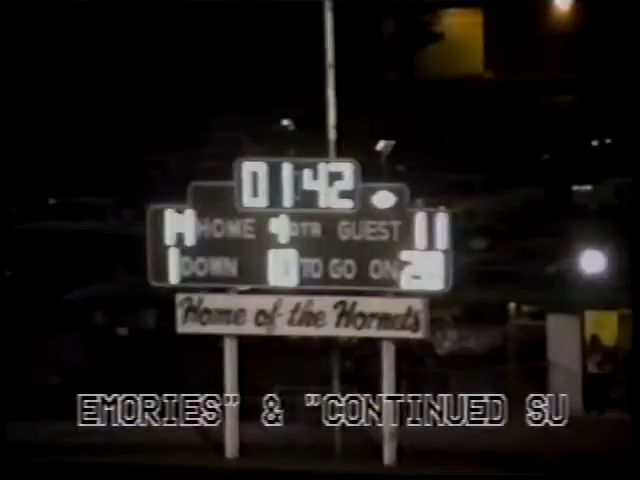 01:42
14 HOME 4 QTR GUEST 11
1 DOWN 10 TO GO ON
Home of the Hornets
EMORIES" & "CONTINUED SU